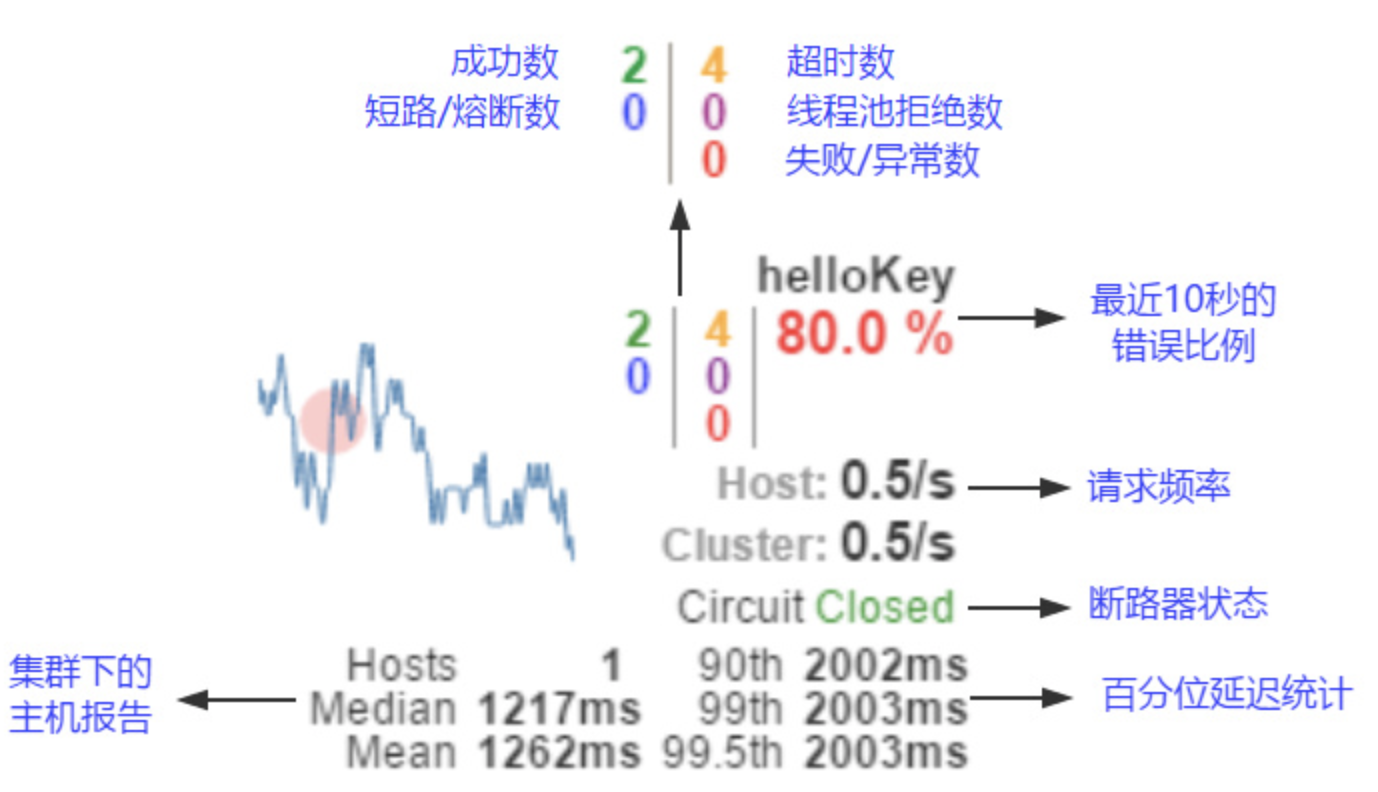 成功数 2 4 超时数
短路/熔断数 0 0 线程池拒绝数
0 失败/异常数
helloKey
2 4 80.0 %
0 0
0
最近10秒的
错误比例
Host: 0.5/s 请求频率
Cluster: 0.5/s
Circuit Closed 断路器状态
集群下的
主机报告
Hosts 1 90th 2002ms
Median 1217ms 99th 2003ms
Mean 1262ms 99.5th 2003ms
百分位延迟统计